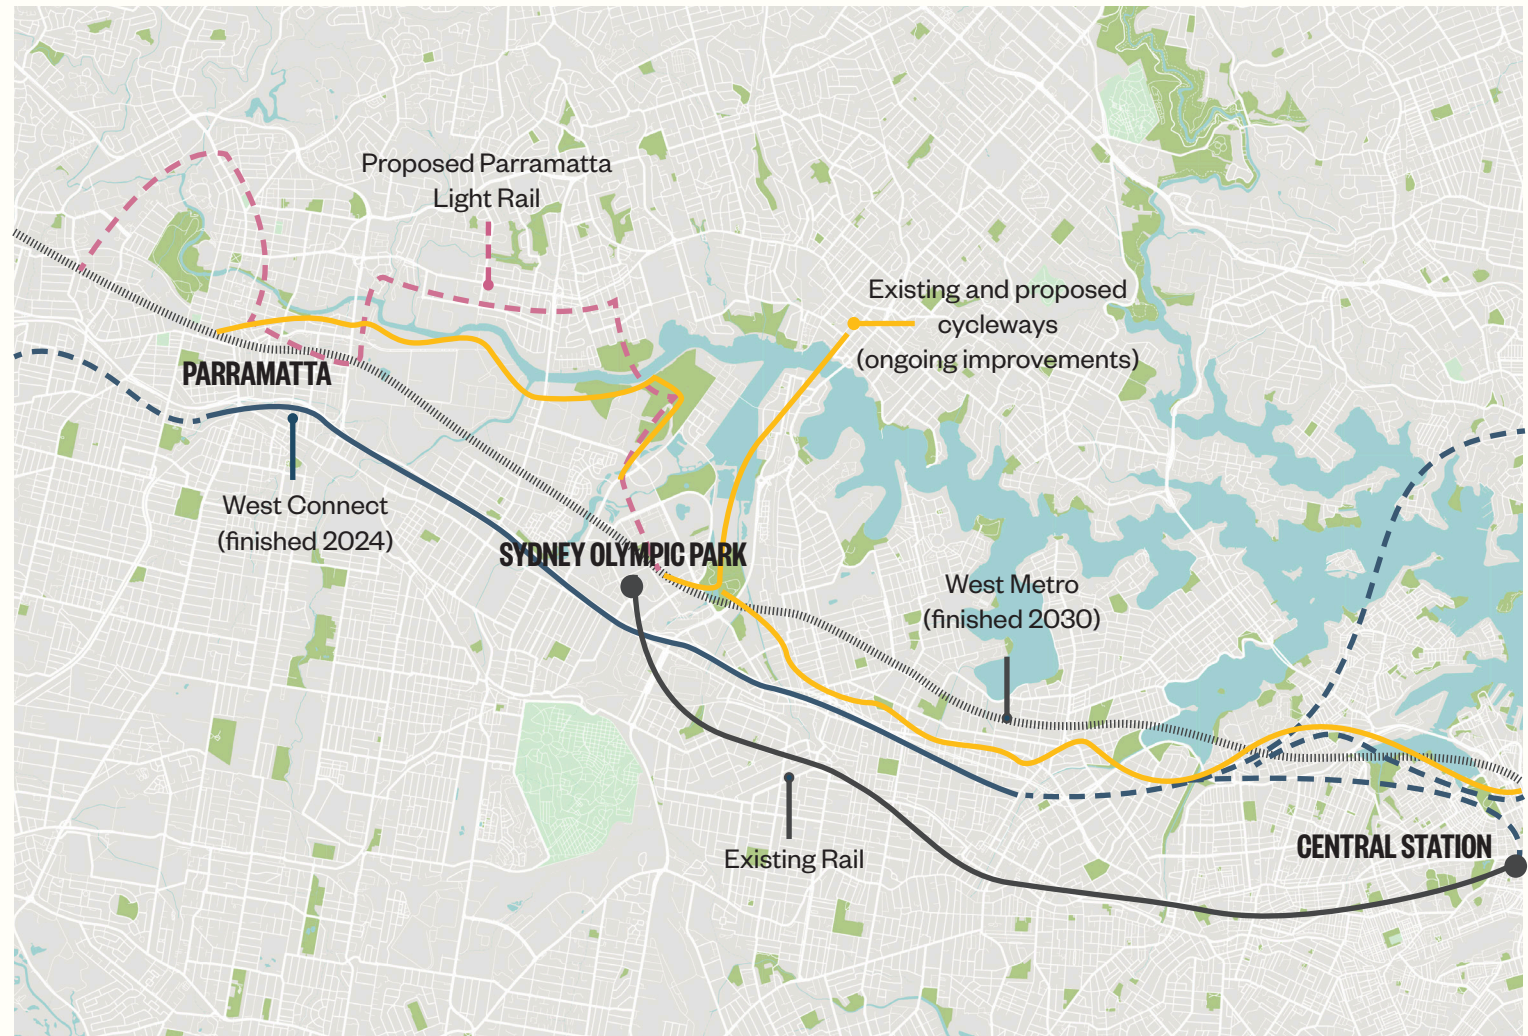 Proposed Parramatta
Light Rail
Existing and proposed
cycleways
(ongoing improvements)
PARRAMATTA
West Connect
(finished 2024)
SYDNEY OLYMPIC PARK
West Metro
(finished 2030)
Existing Rail
CENTRAL STATION